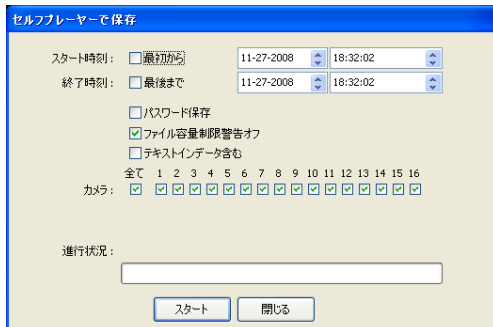 セルフプレーヤーで保存
スタート時刻： 最初から 11-27-2008 18:32:02
終了時刻： 最後まで 11-27-2008 18:32:02
パスワード保存
ファイル容量制限警告オフ
テキストインデータ含む
全て 1 2 3 4 5 6 7 8 9 10 11 12 13 14 15 16
カメラ：
進行状況：
スタート 閉じる